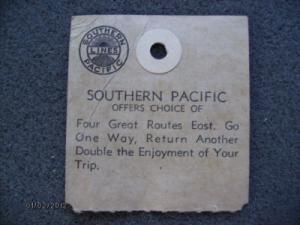 SOUTHERN
LINES
PACIFIC
SOUTHERN PACIFIC
OFFERS CHOICE OF
Four Great Routes East. Go
One Way, Return Another
Double the Enjoyment of Your
Trip.
01/02/2012